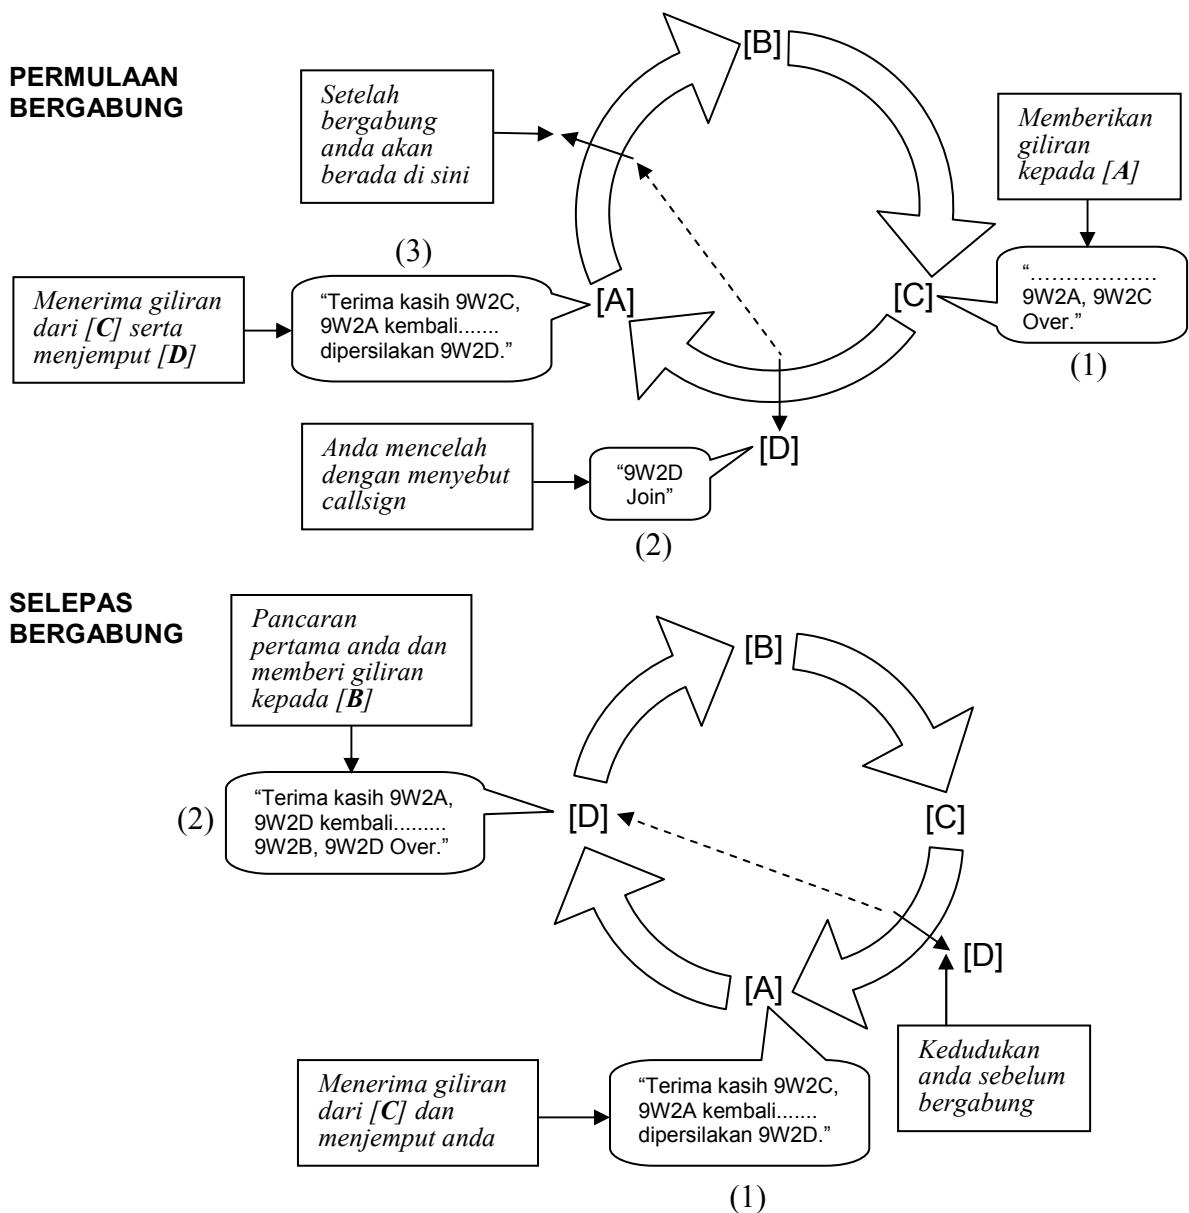 PERMULAAN
BERGABUNG
Setelah
bergabung
anda akan
berada di sini
[B]
Memberikan
giliran
kepada [A]
(3)
Menerima giliran
dari [C] serta
menjemput [D]
“Terima kasih 9W2C,
9W2A kembali.......
dipersilakan 9W2D.”
[A]
[C]
“...................
9W2A, 9W2C
Over.”
(1)
Anda mencelah
dengan menyebut
callsign
“9W2D
Join”
[D]
(2)
SELEPAS
BERGABUNG
Pancaran
pertama anda dan
memberi giliran
kepada [B]
[B]
(2)
“Terima kasih 9W2A,
9W2D kembali.........
9W2B, 9W2D Over.”
[D]
[C]
[D]
[A]
Kedudukan
anda sebelum
bergabung
Menerima giliran
dari [C] dan
menjemput anda
“Terima kasih 9W2C,
9W2A kembali.......
dipersilakan 9W2D.”
(1)